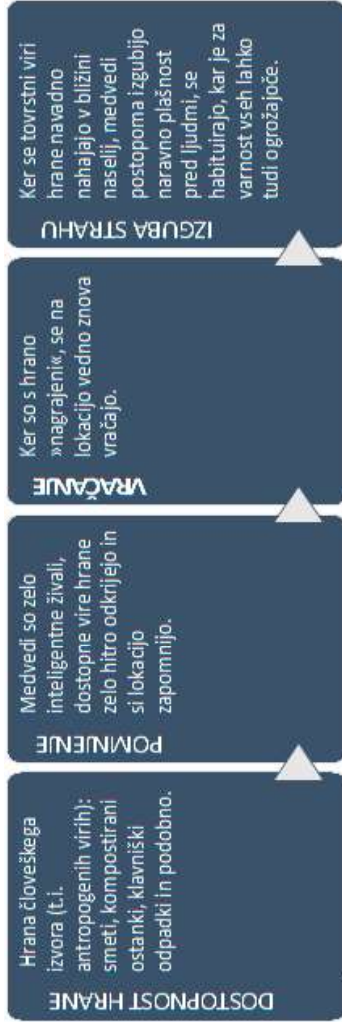 DOSTOPNOST HRANE
Hrana človeškega
izvora (t.i.
antropogenih virih):
smeti, kompostirani
ostanki, klavniški
odpadki in podobno.
POMNJENJE
Medvedi so zelo
inteligentne živali,
dostopne vire hrane
zelo hitro odkrijejo in
si lokacijo
zapomnijo.
VRAČANJE
Ker so s hrano
»nagrajeni«, se na
lokacijo vedno znova
vračajo.
IZGUBA STRAHU
Ker se tovrstni viri
hrane navadno
nahajajo v bližini
naselij, medvedi
postopoma izgubijo
naravno plašnost
pred ljudmi, se
habituirajo, kar je za
varnost vseh lahko
tudi ogrožajoče.